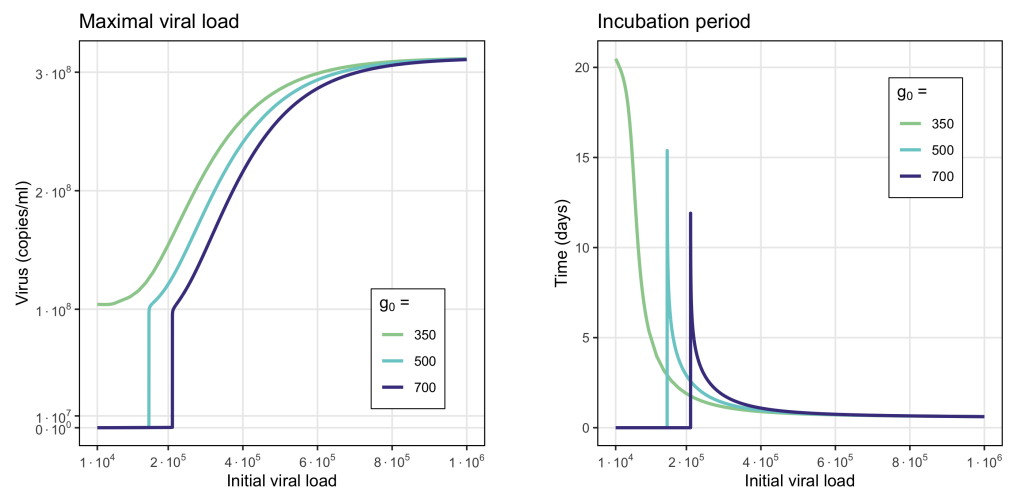 Maximal viral load
Virus (copies/ml)
3·10⁸
2·10⁸
1·10⁸
1·10⁷
0·10⁰
g₀ =
350
500
700
1·10⁴ 2·10⁵ 4·10⁵ 6·10⁵ 8·10⁵ 1·10⁶
Initial viral load
Incubation period
Time (days)
20
15
10
5
0
g₀ =
350
500
700
1·10⁴ 2·10⁵ 4·10⁵ 6·10⁵ 8·10⁵ 1·10⁶
Initial viral load